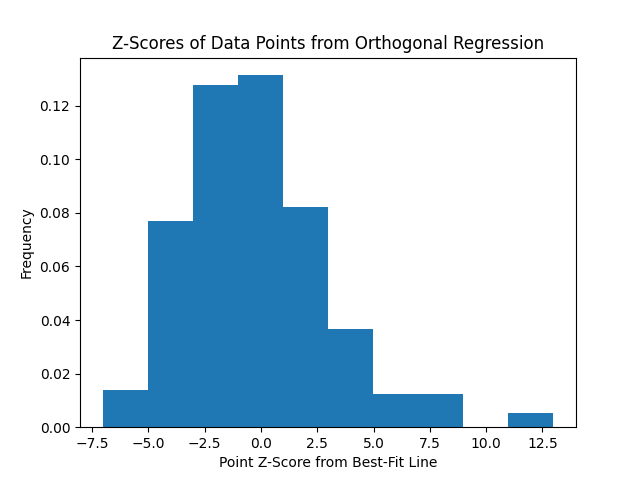 Z-Scores of Data Points from Orthogonal Regression
0.12
0.10
0.08
0.06
0.04
0.02
0.00
Frequency
−7.5 −5.0 −2.5 0.0 2.5 5.0 7.5 10.0 12.5
Point Z-Score from Best-Fit Line